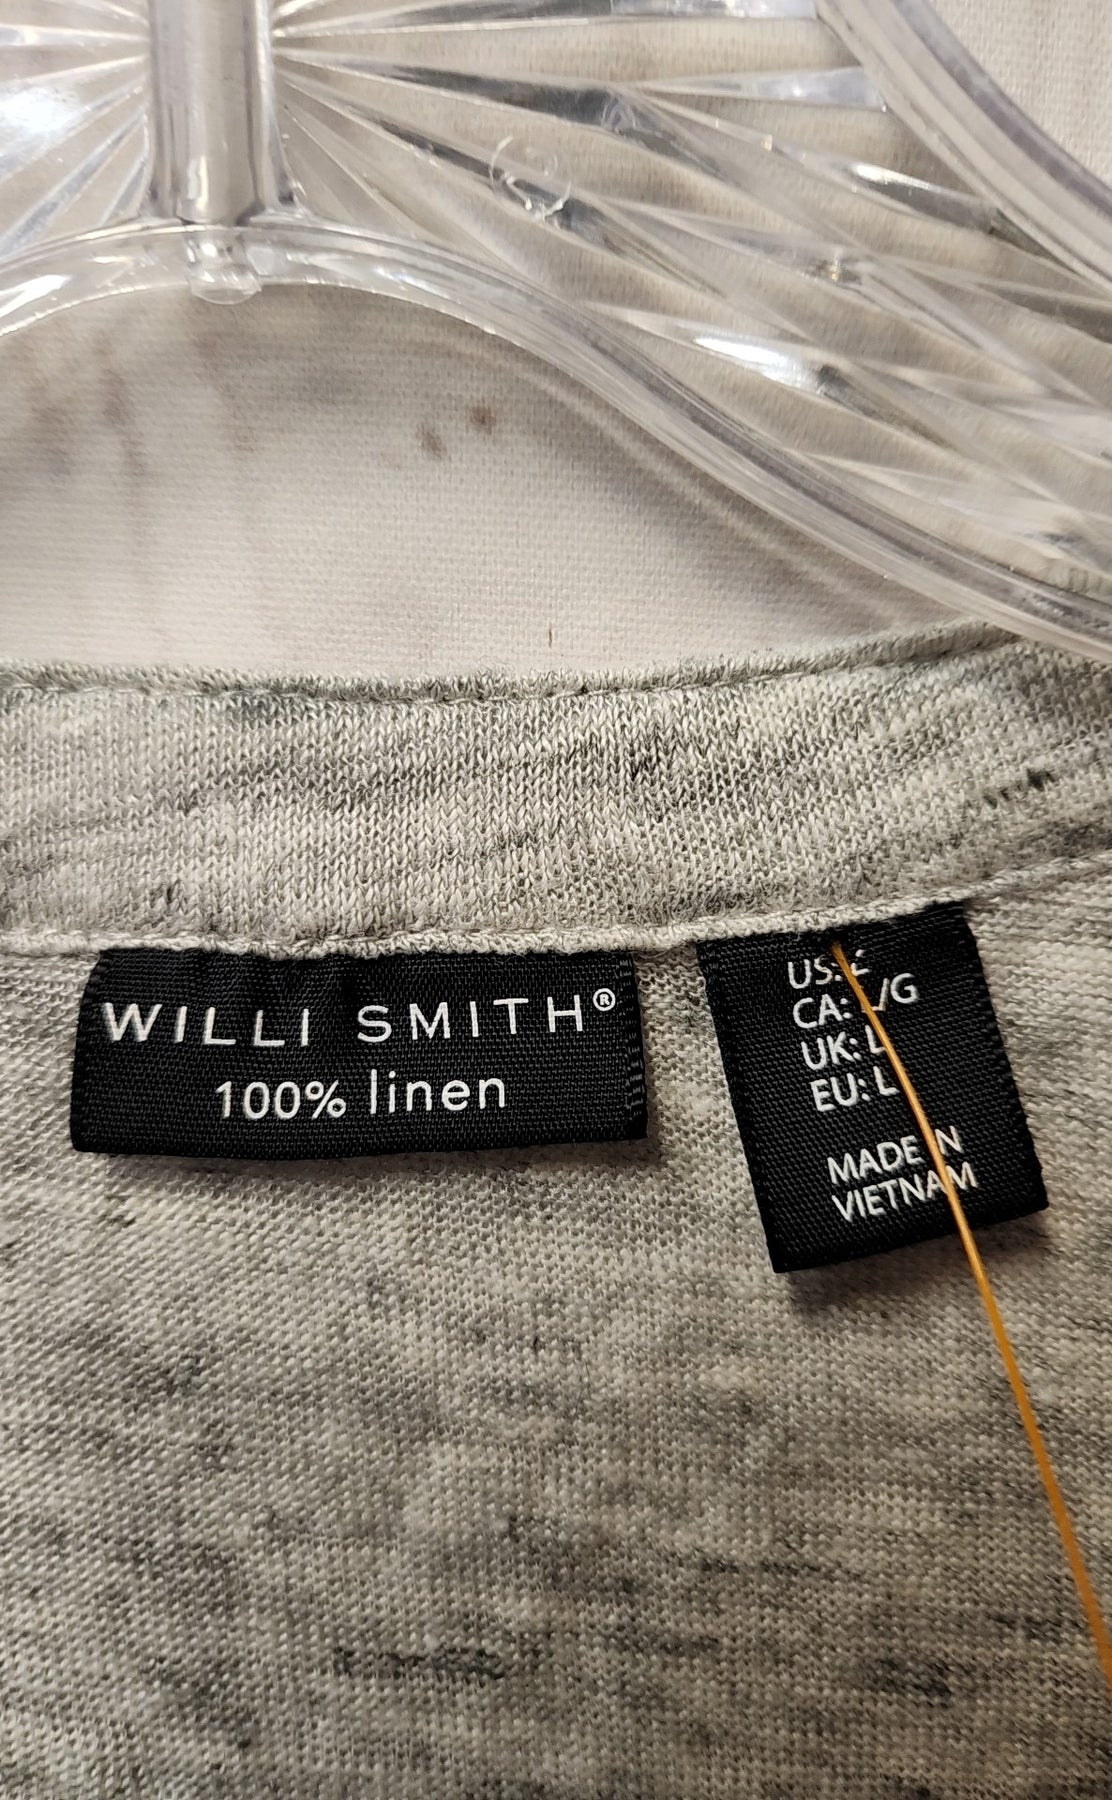 WILLI SMITH®
100% linen
US: L
CA: L/G
UK: L
EU: L
MADE IN
VIETNAM